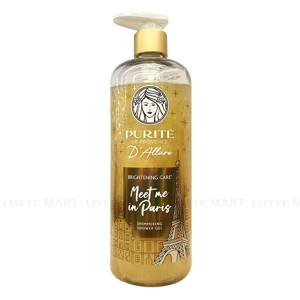 PURITÉ
DE • PROVENCE
D'Allure
BRIGHTENING CARE*
Meet me
in Paris
SHIMMERING
SHOWER GEL
LOTTE MART LOTTE MART